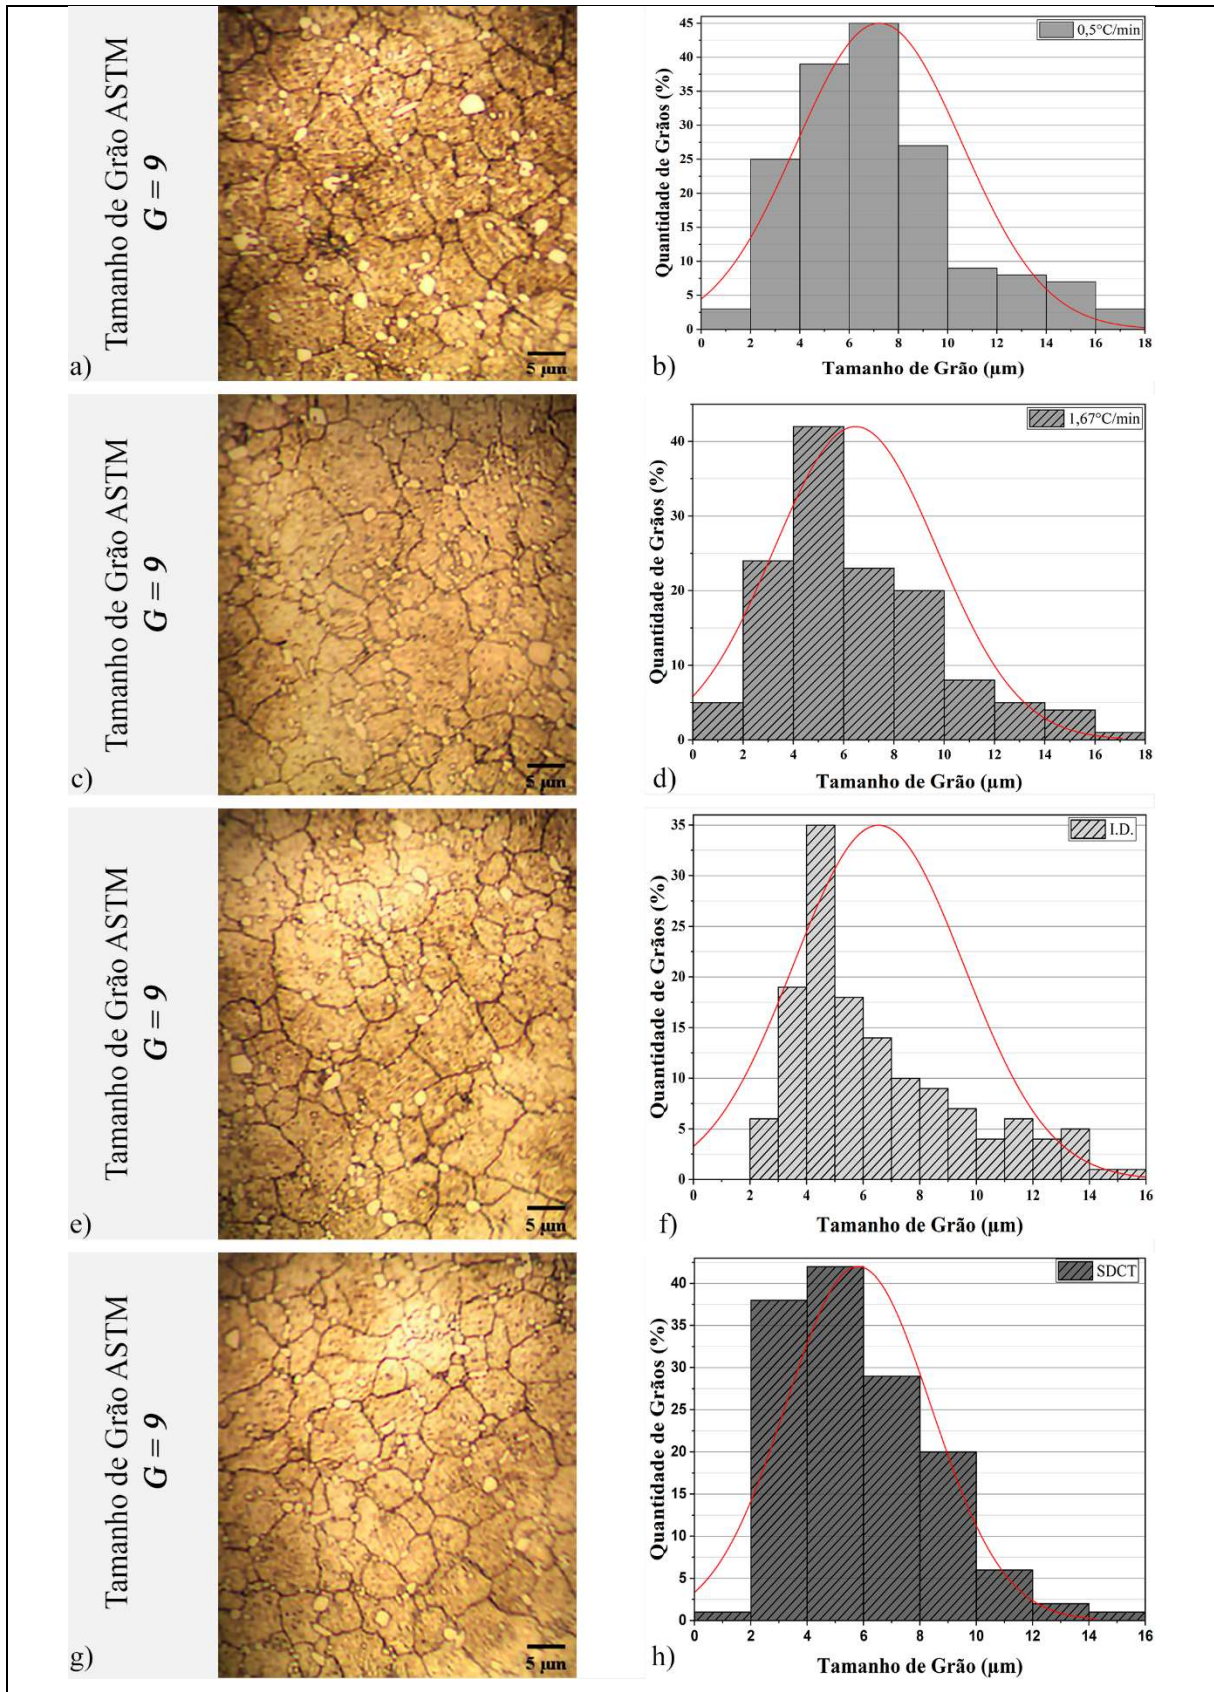 Tamanho de Grão ASTM
G = 9
a)
5 µm
0,5°C/min
Quantidade de Grãos (%)
45
40
35
30
25
20
15
10
5
0
0 2 4 6 8 10 12 14 16 18
Tamanho de Grão (µm)
b)
Tamanho de Grão ASTM
G = 9
c)
5 µm
1,67°C/min
Quantidade de Grãos (%)
40
30
20
10
0
0 2 4 6 8 10 12 14 16 18
Tamanho de Grão (µm)
d)
Tamanho de Grão ASTM
G = 9
e)
5 µm
I.D.
Quantidade de Grãos (%)
35
30
25
20
15
10
5
0
0 2 4 6 8 10 12 14 16
Tamanho de Grão (µm)
f)
Tamanho de Grão ASTM
G = 9
g)
5 µm
SDCT
Quantidade de Grãos (%)
40
35
30
25
20
15
10
5
0
0 2 4 6 8 10 12 14 16
Tamanho de Grão (µm)
h)